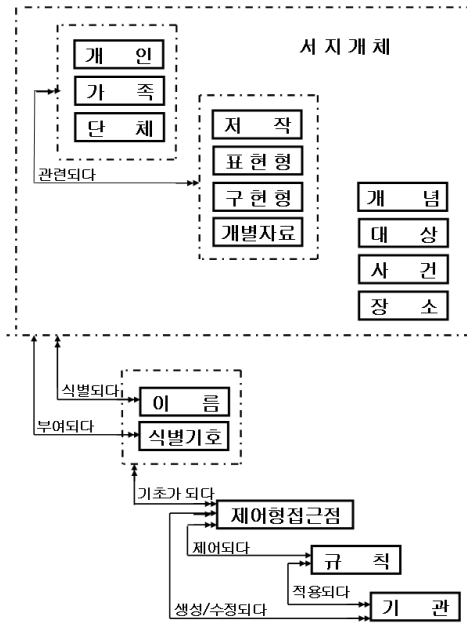 서지개체
개 인
가 족
단 체
관련되다
저 작
표현형
구현형
개별자료
개 념
대 상
사 건
장 소
식별되다
이 름
부여되다
식별기호
기초가 되다
제어형접근점
제어되다
규 칙
적용되다
생성/수정되다
기 관